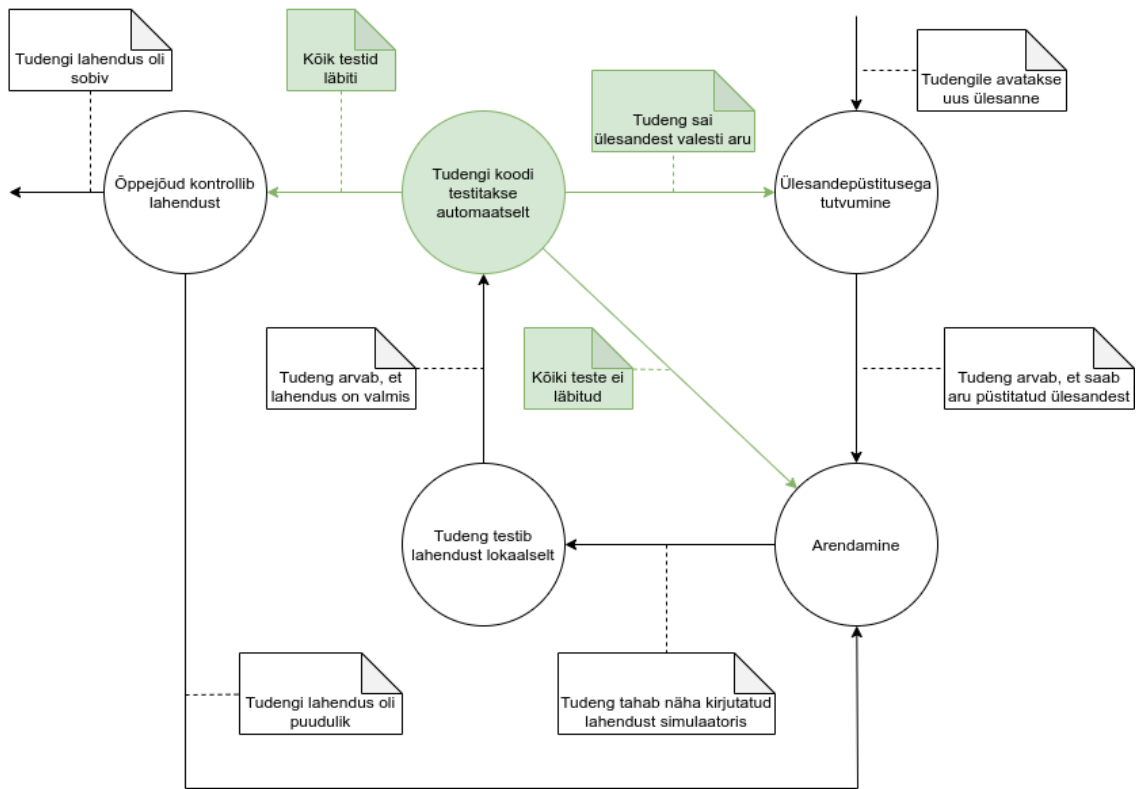 Tudengi lahendus oli
sobiv
Kõik testid
läbiti
Tudeng sai
ülesandest valesti aru
Tudengile avatakse
uus ülesanne
Õppejõud kontrollib
lahendust
Tudengi koodi
testitakse
automaatselt
Ülesandepüstitusega
tutvumine
Tudeng arvab, et
lahendus on valmis
Kõiki teste ei
läbitud
Tudeng arvab, et saab
aru püstitatud ülesandest
Tudeng testib
lahendust lokaalselt
Arendamine
Tudengi lahendus oli
puudulik
Tudeng tahab näha kirjutatud
lahendust simulaatoris